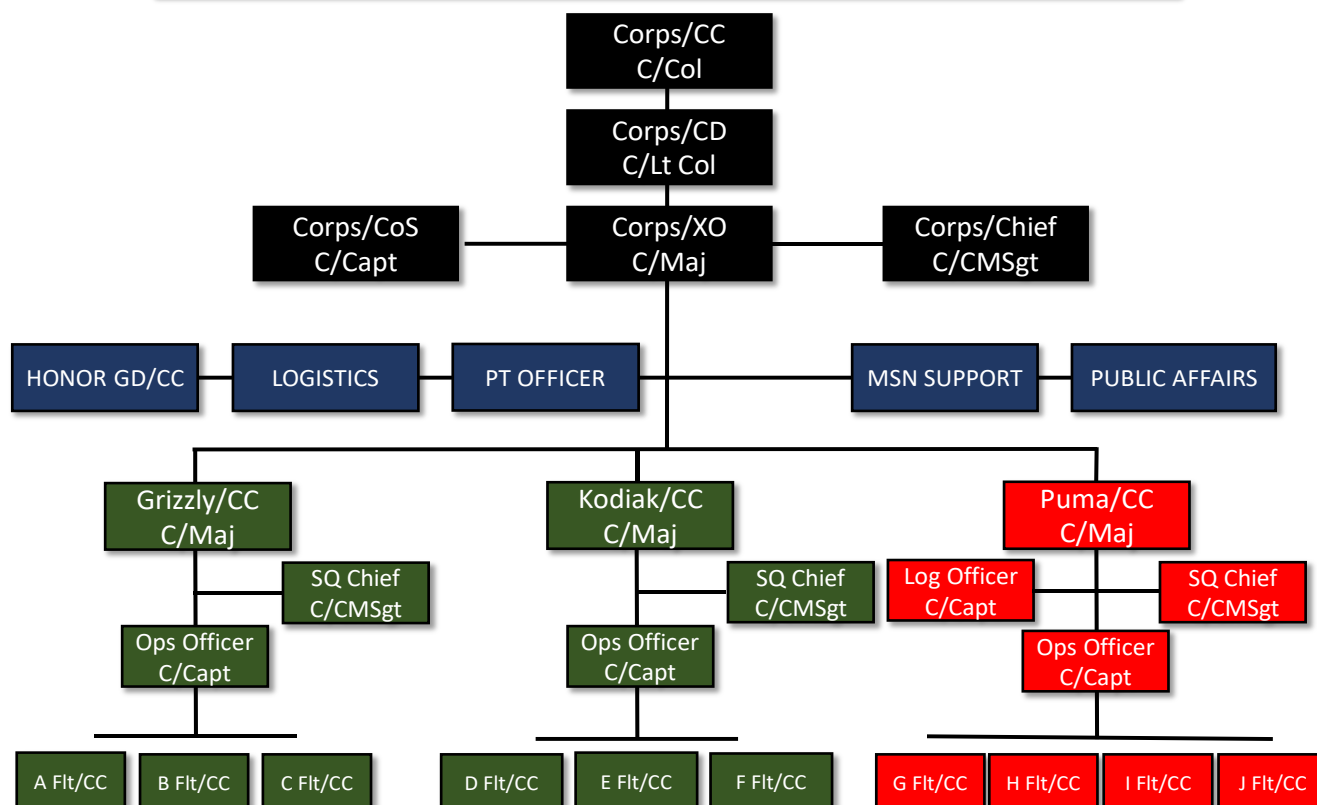 Corps/CC
C/Col
Corps/CD
C/Lt Col
Corps/CoS
C/Capt
Corps/XO
C/Maj
Corps/Chief
C/CMSgt
HONOR GD/CC
LOGISTICS
PT OFFICER
MSN SUPPORT
PUBLIC AFFAIRS
Grizzly/CC
C/Maj
Kodiak/CC
C/Maj
Puma/CC
C/Maj
SQ Chief
C/CMSgt
SQ Chief
C/CMSgt
Log Officer
C/Capt
SQ Chief
C/CMSgt
Ops Officer
C/Capt
Ops Officer
C/Capt
Ops Officer
C/Capt
A Flt/CC
B Flt/CC
C Flt/CC
D Flt/CC
E Flt/CC
F Flt/CC
G Flt/CC
H Flt/CC
I Flt/CC
J Flt/CC